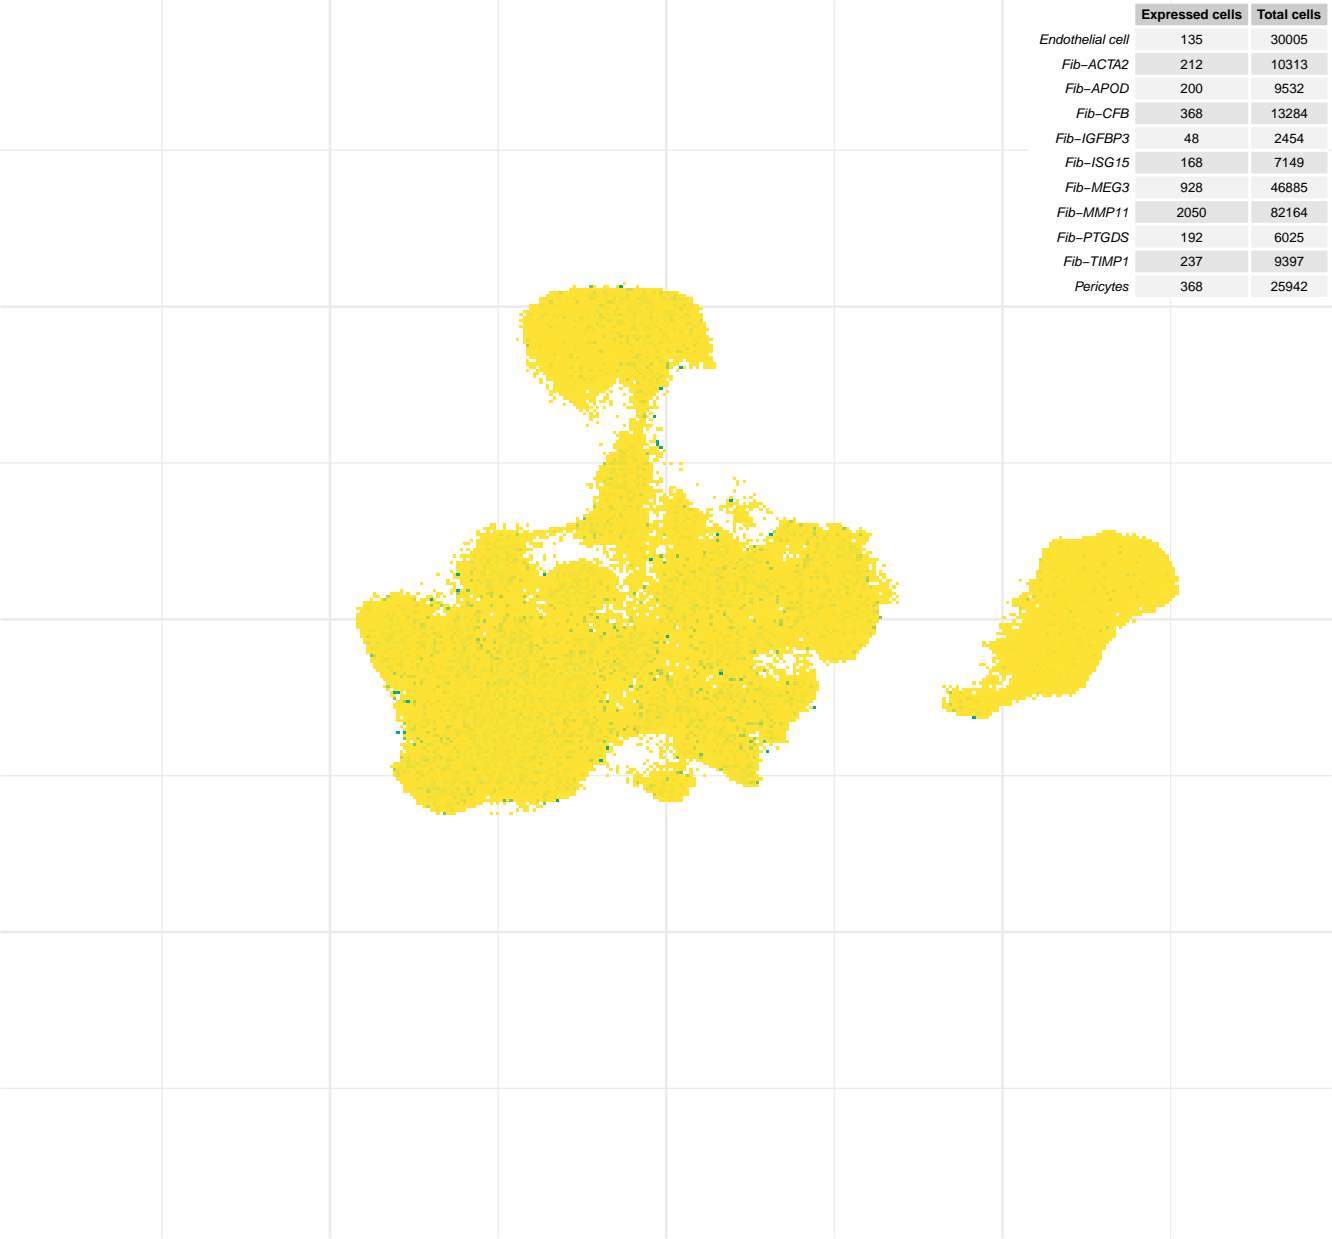 Expressed cells Total cells
Endothelial cell 135 30005
Fib−ACTA2 212 10313
Fib−APOD 200 9532
Fib−CFB 368 13284
Fib−IGFBP3 48 2454
Fib−ISG15 168 7149
Fib−MEG3 928 46885
Fib−MMP11 2050 82164
Fib−PTGDS 192 6025
Fib−TIMP1 237 9397
Pericytes 368 25942